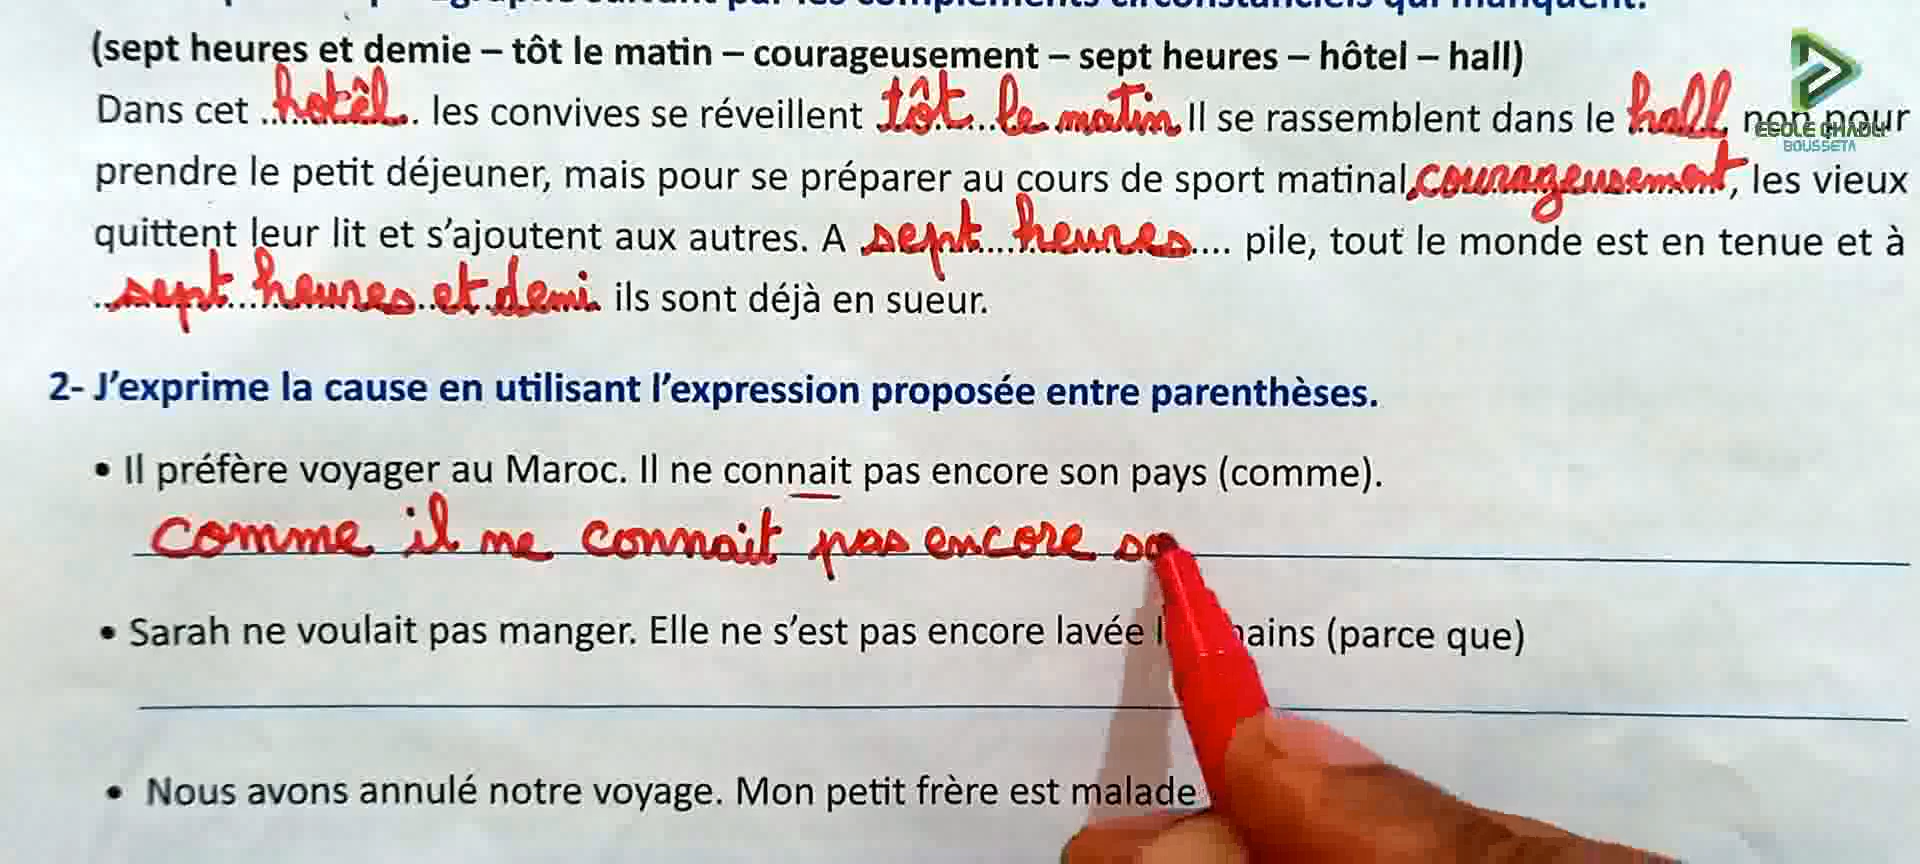 (sept heures et demie – tôt le matin – courageusement – sept heures – hôtel – hall)
Dans cet hotêl les convives se réveillent tôt le matin Il se rassemblent dans le hall non pour
prendre le petit déjeuner, mais pour se préparer au cours de sport matinal, courageusement, les vieux
quittent leur lit et s'ajoutent aux autres. A sept heures pile, tout le monde est en tenue et à
sept heures et demi ils sont déjà en sueur.
2- J'exprime la cause en utilisant l'expression proposée entre parenthèses.
• Il préfère voyager au Maroc. Il ne connait pas encore son pays (comme).
comme il ne connait pas encore so
• Sarah ne voulait pas manger. Elle ne s'est pas encore lavée ains (parce que)
• Nous avons annulé notre voyage. Mon petit frère est malade
ECOLE CHADLI
BOUSSETA